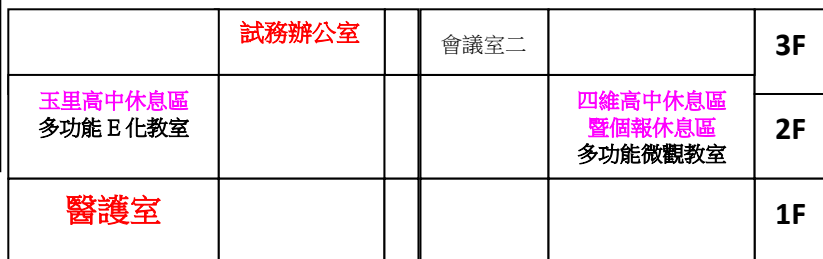 試務辦公室
會議室二
3F
玉里高中休息區
多功能 E 化教室
四維高中休息區
暨個報休息區
多功能微觀教室
2F
醫護室
1F